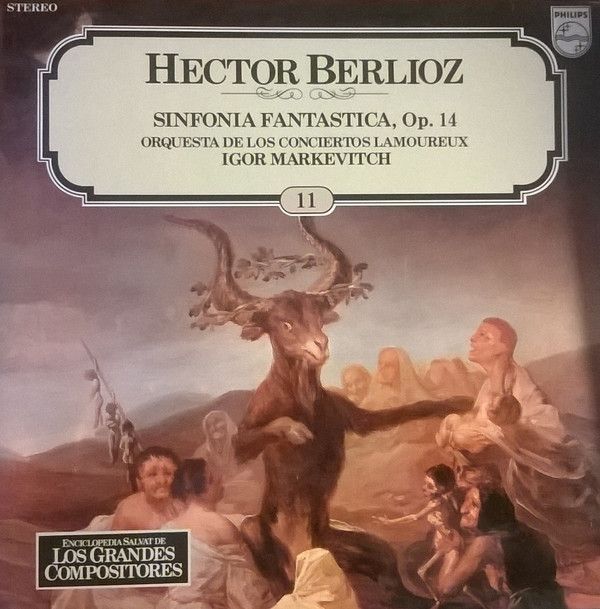 STEREO
PHILIPS
HECTOR BERLIOZ
SINFONIA FANTASTICA, Op. 14
ORQUESTA DE LOS CONCIERTOS LAMOUREUX
IGOR MARKEVITCH
11
ENCICLOPEDIA SALVAT DE
LOS GRANDES
COMPOSITORES